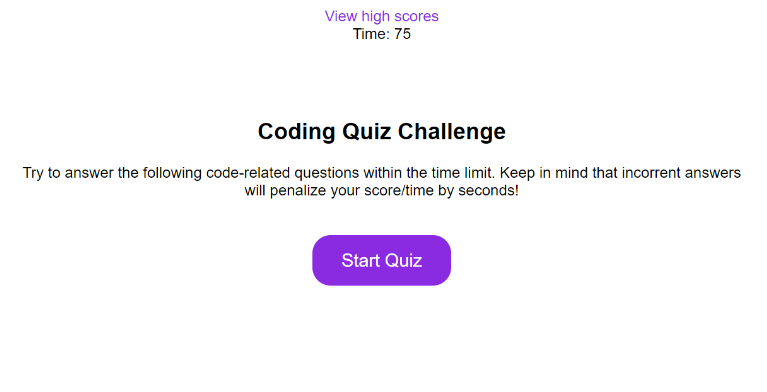 View high scores
Time: 75
Coding Quiz Challenge
Try to answer the following code-related questions within the time limit. Keep in mind that incorrent answers
will penalize your score/time by seconds!
Start Quiz